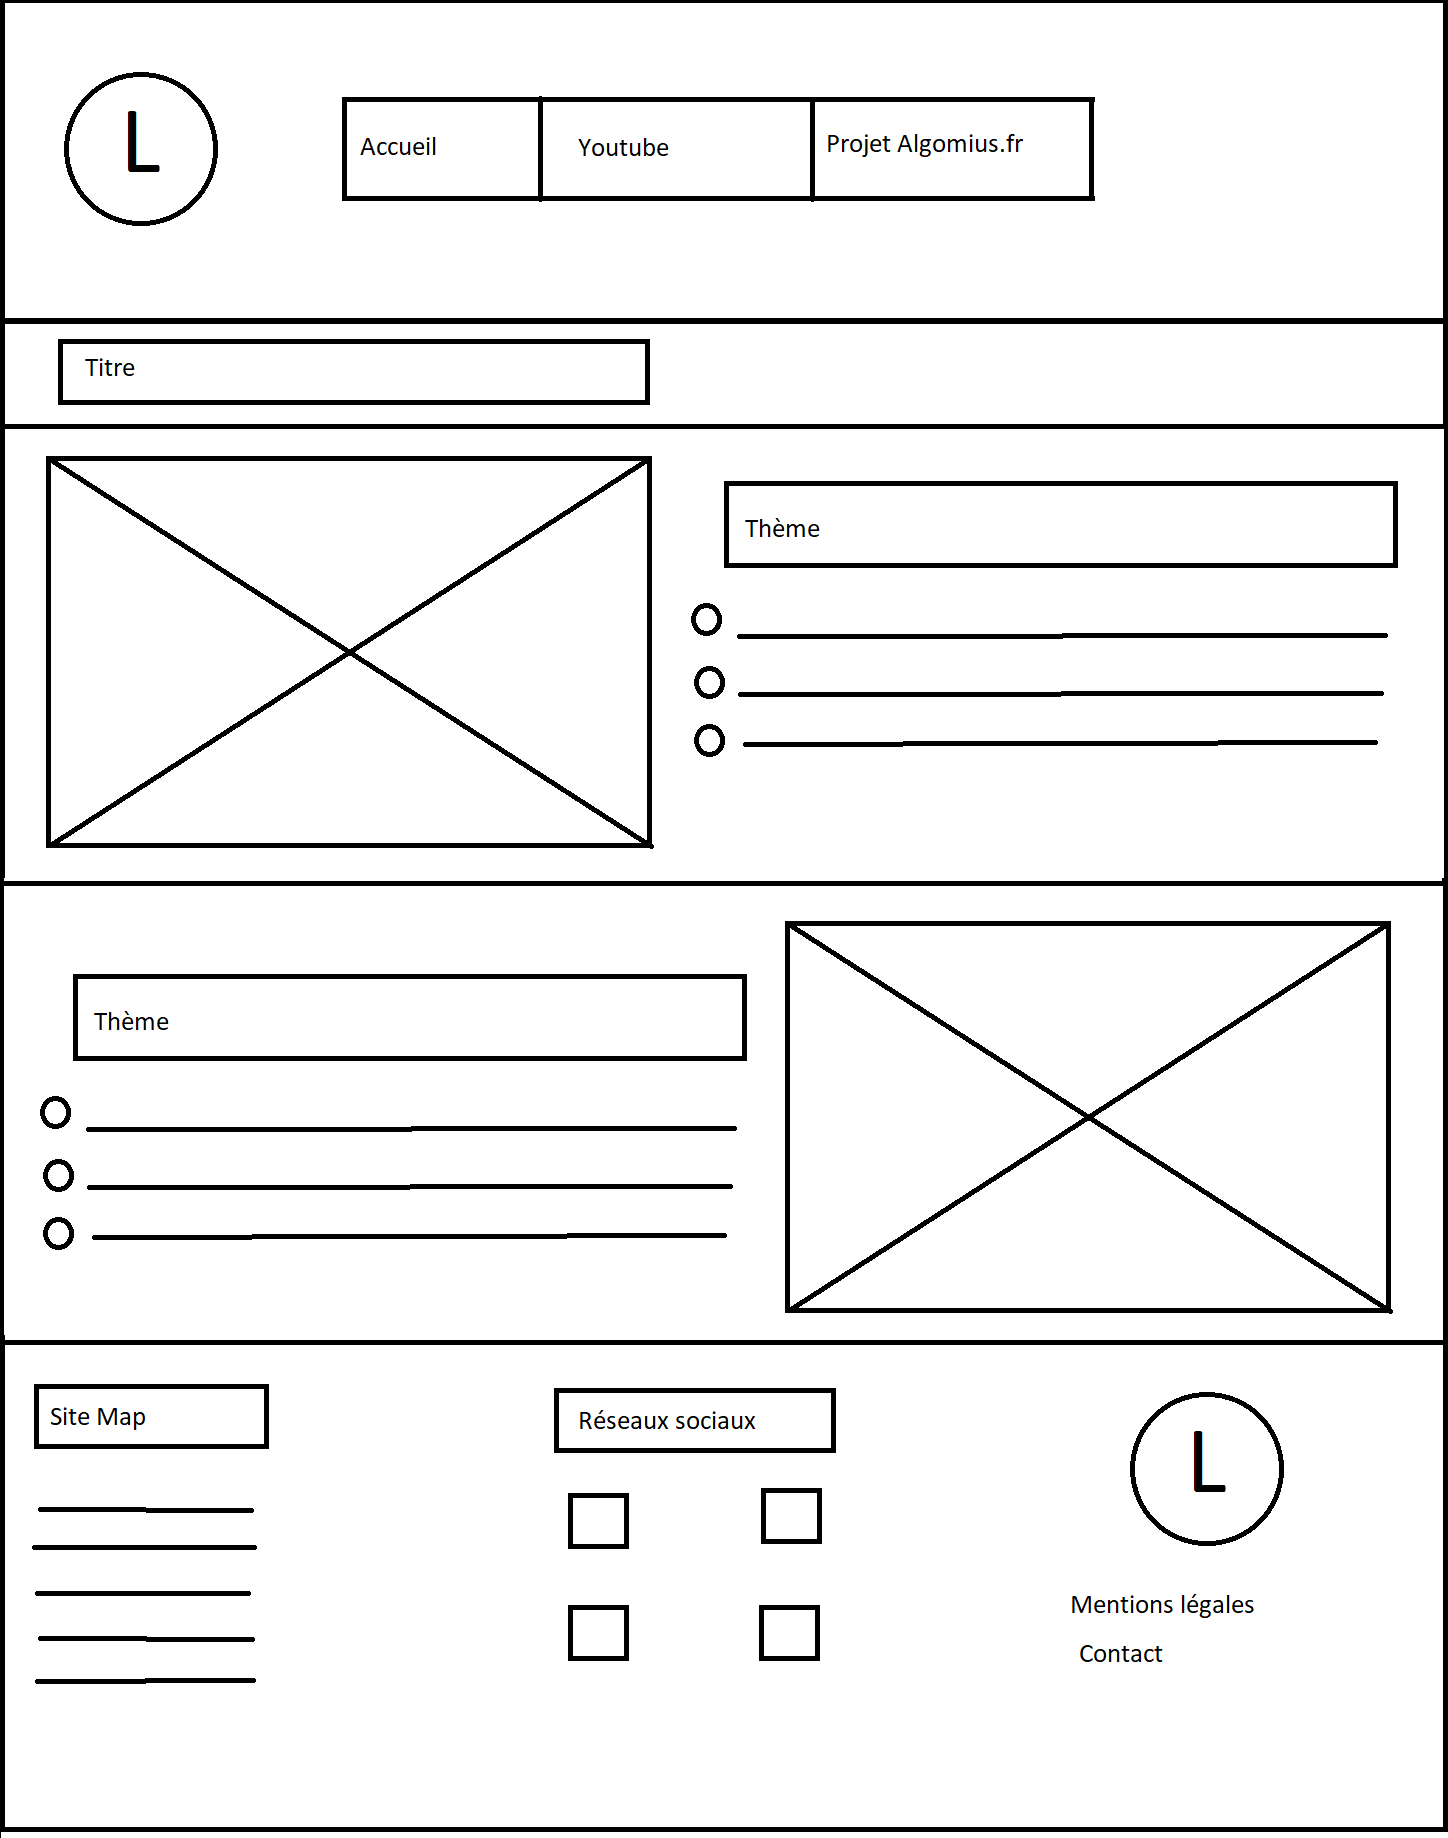 L
Accueil
Youtube
Projet Algomius.fr
Titre
Thème
Thème
Site Map
Réseaux sociaux
L
Mentions légales
Contact